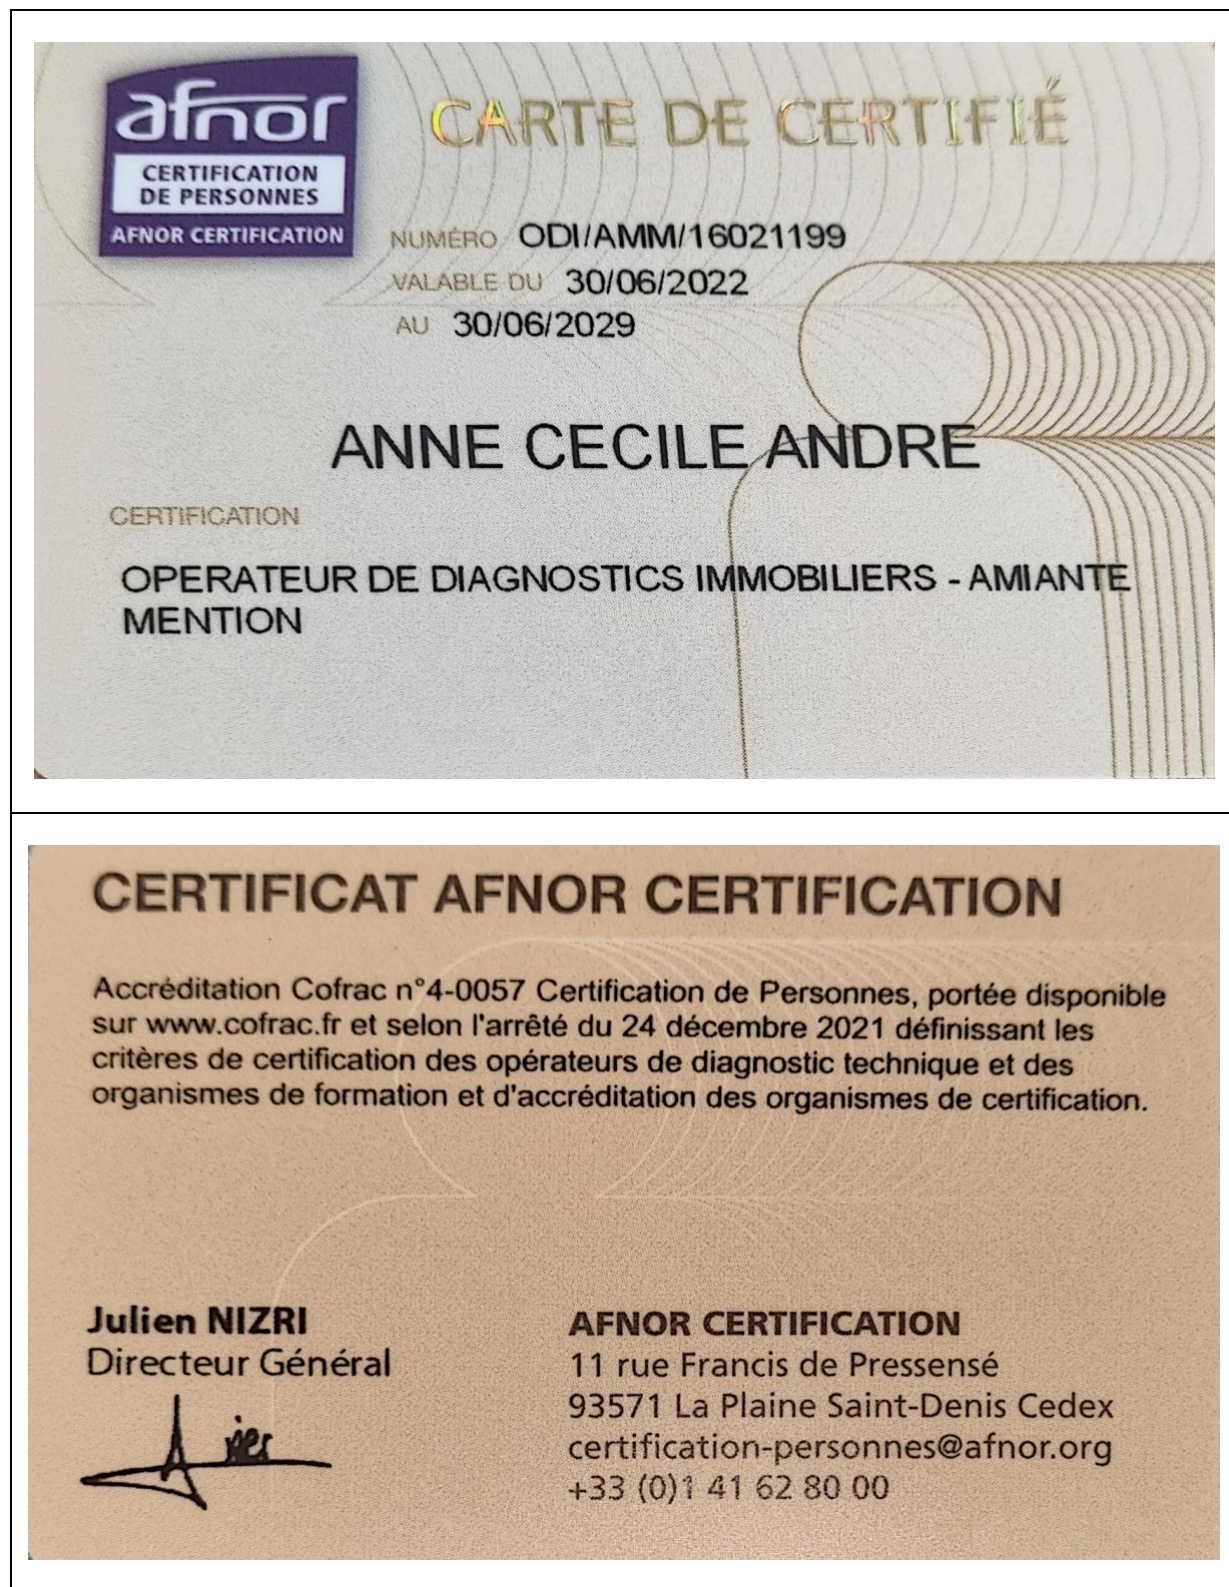 afnor
CERTIFICATION
DE PERSONNES
AFNOR CERTIFICATION
CARTE DE CERTIFIÉ
NUMÉRO ODI/AMM/16021199
VALABLE DU 30/06/2022
AU 30/06/2029
ANNE CECILE ANDRE
CERTIFICATION
OPERATEUR DE DIAGNOSTICS IMMOBILIERS - AMIANTE
MENTION
CERTIFICAT AFNOR CERTIFICATION
Accréditation Cofrac n°4-0057 Certification de Personnes, portée disponible
sur www.cofrac.fr et selon l'arrêté du 24 décembre 2021 définissant les
critères de certification des opérateurs de diagnostic technique et des
organismes de formation et d'accréditation des organismes de certification.
Julien NIZRI
Directeur Général
AFNOR CERTIFICATION
11 rue Francis de Pressensé
93571 La Plaine Saint-Denis Cedex
certification-personnes@afnor.org
+33 (0)1 41 62 80 00